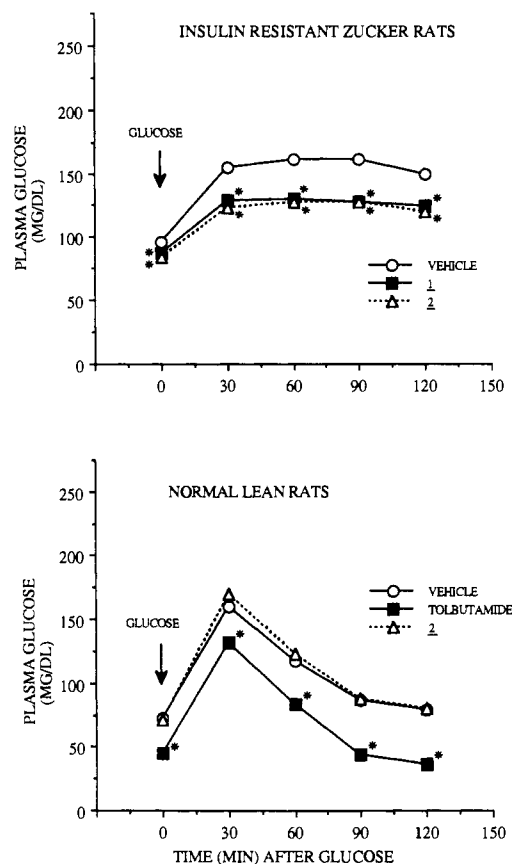 INSULIN RESISTANT ZUCKER RATS
250
200
150
100
50
0
PLASMA GLUCOSE
(MG/DL)
GLUCOSE
* * * * *
* * * * *
VEHICLE
1
2
0 30 60 90 120 150
NORMAL LEAN RATS
250
200
150
100
50
0
PLASMA GLUCOSE
(MG/DL)
GLUCOSE
* * * * *
VEHICLE
TOLBUTAMIDE
2
0 30 60 90 120 150
TIME (MIN) AFTER GLUCOSE